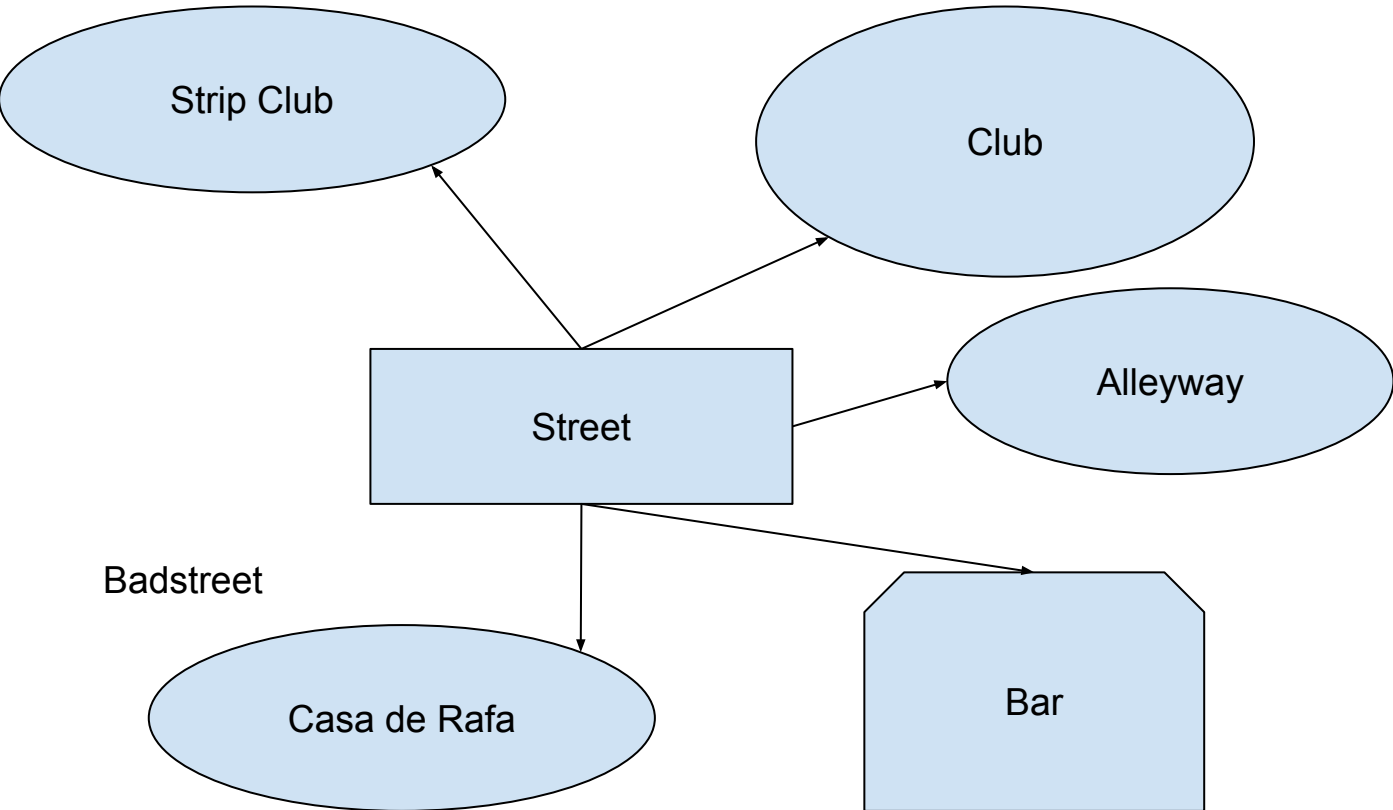 Strip Club
Club
Alleyway
Street
Badstreet
Casa de Rafa
Bar